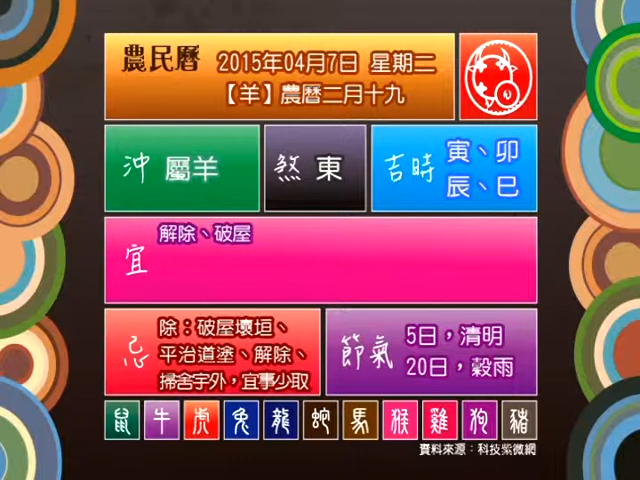 農民曆 2015年04月7日 星期二
【羊】農曆二月十九
沖 屬羊
煞 東
吉時 寅、卯
辰、巳
宜 解除、破屋
忌 除：破屋壞垣、
平治道塗、解除、
掃舍宇外，宜事少取
節氣 5日，清明
20日，穀雨
鼠 牛 虎 兔 龍 蛇 馬 猴 雞 狗 豬
資料來源：科技紫微網